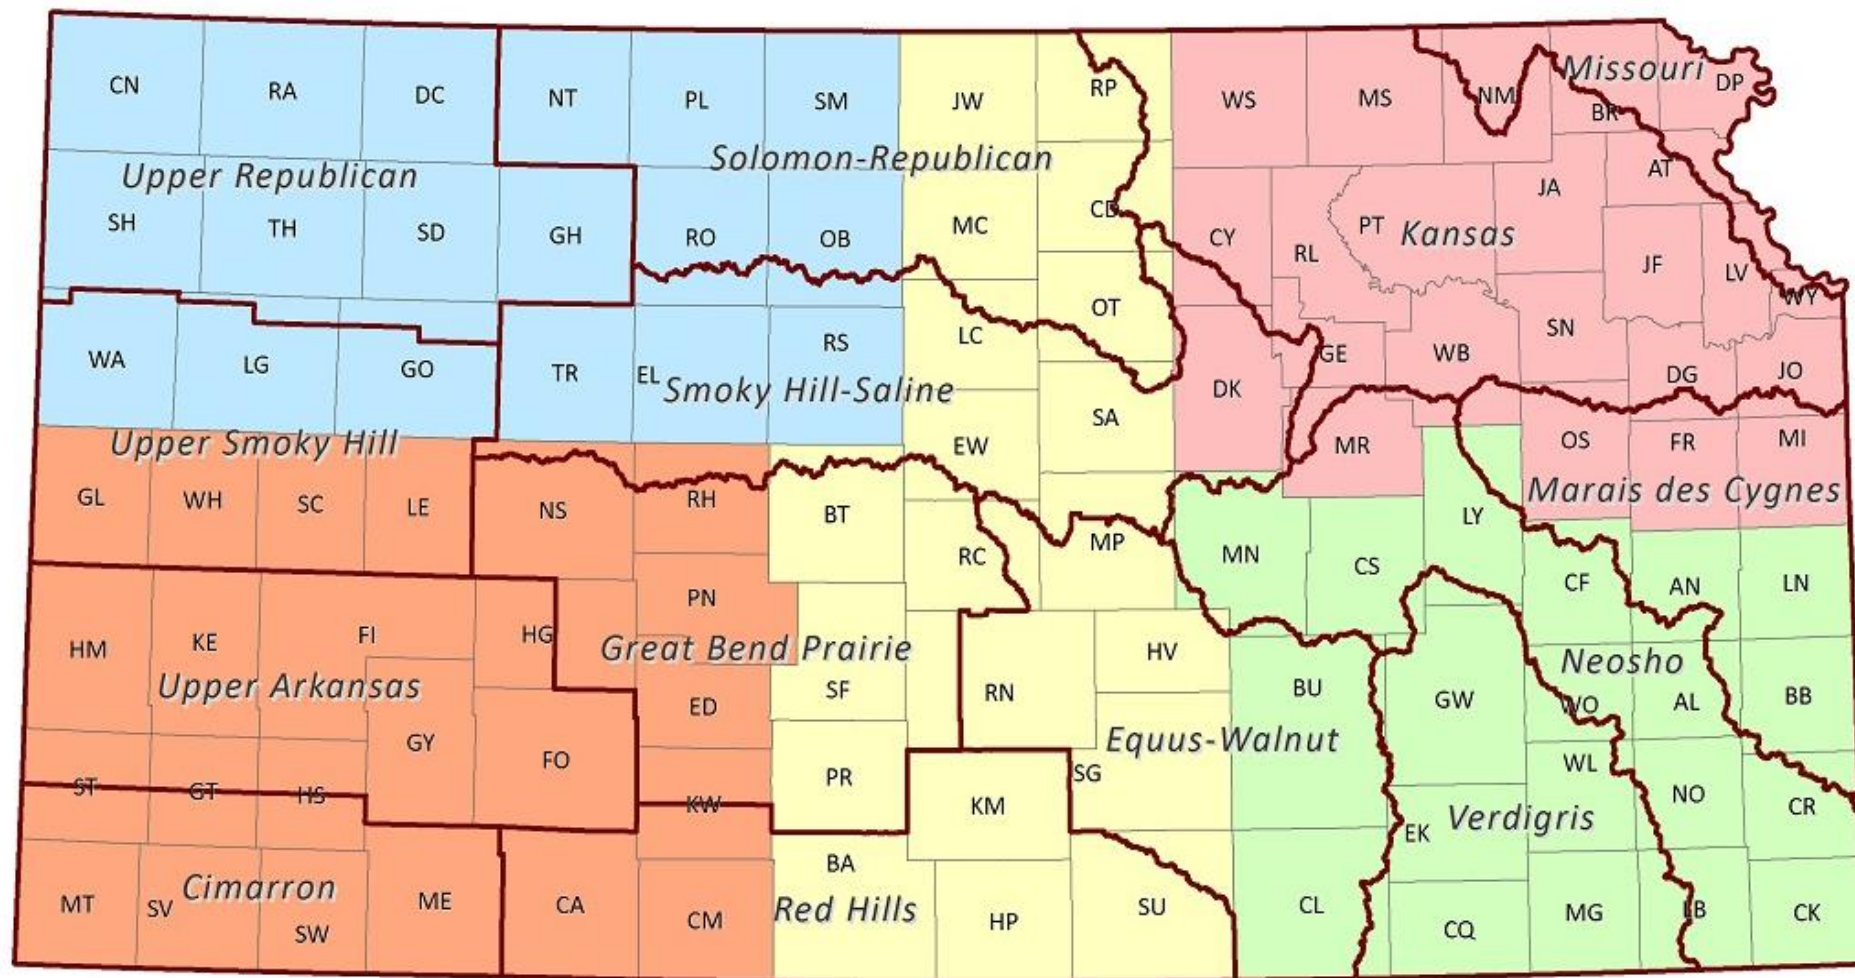 CN
RA
DC
NT
PL
SM
JW
RP
WS
MS
NM
BR
Missouri
DP
Upper Republican
Solomon-Republican
SH
TH
SD
GH
RO
OB
MC
CD
CY
RL
PT
Kansas
JA
AT
JF
LV
WY
WA
LG
GO
TR
EL
RS
Smoky Hill-Saline
LC
OT
SA
DK
GE
WB
SN
DG
JO
Upper Smoky Hill
GL
WH
SC
LE
NS
RH
BT
EW
RC
MP
MR
LY
OS
FR
MI
Marais des Cygnes
MN
CS
CF
AN
LN
HM
KE
FI
HG
PN
Great Bend Prairie
Upper Arkansas
GY
FO
ED
SF
RN
HV
BU
GW
Neosho
WO
AL
BB
Equus-Walnut
ST
GT
HS
KW
PR
KM
SG
EK
Verdigris
WL
NO
CR
MT
SV
Cimarron
SW
ME
CA
CM
BA
Red Hills
HP
SU
CL
CQ
MG
LB
CK